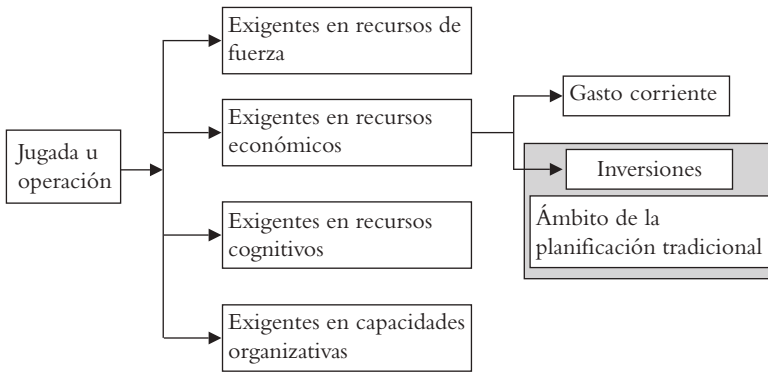 Exigentes en recursos de
fuerza
Gasto corriente
Exigentes en recursos
económicos
Jugada u
operación
Inversiones
Ámbito de la
planificación tradicional
Exigentes en recursos
cognitivos
Exigentes en capacidades
organizativas